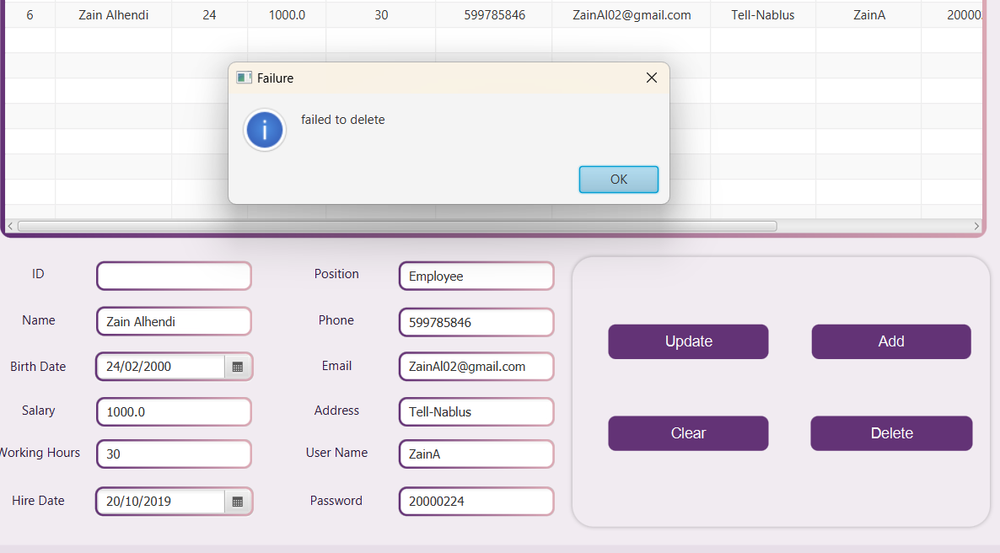 6 Zain Alhendi 24 1000.0 30 599785846 ZainAl02@gmail.com Tell-Nablus ZainA 20000
Failure
failed to delete
OK
ID Position Employee
Name Zain Alhendi Phone 599785846
Birth Date 24/02/2000 Email ZainAl02@gmail.com
Salary 1000.0 Address Tell-Nablus
Working Hours 30 User Name ZainA
Hire Date 20/10/2019 Password 20000224
Update Add
Clear Delete